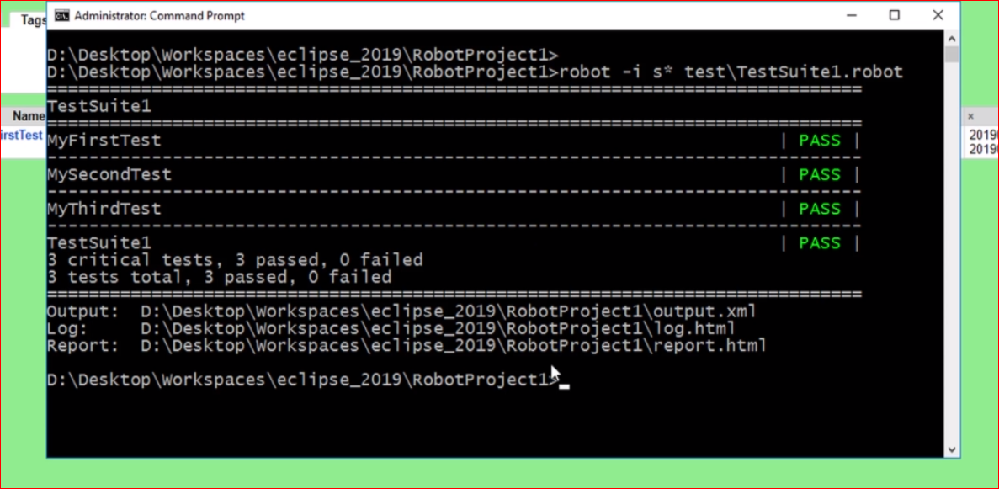 Tags
Administrator: Command Prompt
D:\Desktop\Workspaces\eclipse_2019\RobotProject1>
D:\Desktop\Workspaces\eclipse_2019\RobotProject1>robot -i s* test\TestSuite1.robot
==============================================================================
TestSuite1
==============================================================================
Name
irstTest
MyFirstTest | PASS |
------------------------------------------------------------------------------
MySecondTest | PASS |
------------------------------------------------------------------------------
MyThirdTest | PASS |
------------------------------------------------------------------------------
TestSuite1 | PASS |
3 critical tests, 3 passed, 0 failed
3 tests total, 3 passed, 0 failed
==============================================================================
Output: D:\Desktop\Workspaces\eclipse_2019\RobotProject1\output.xml
Log: D:\Desktop\Workspaces\eclipse_2019\RobotProject1\log.html
Report: D:\Desktop\Workspaces\eclipse_2019\RobotProject1\report.html
D:\Desktop\Workspaces\eclipse_2019\RobotProject1>